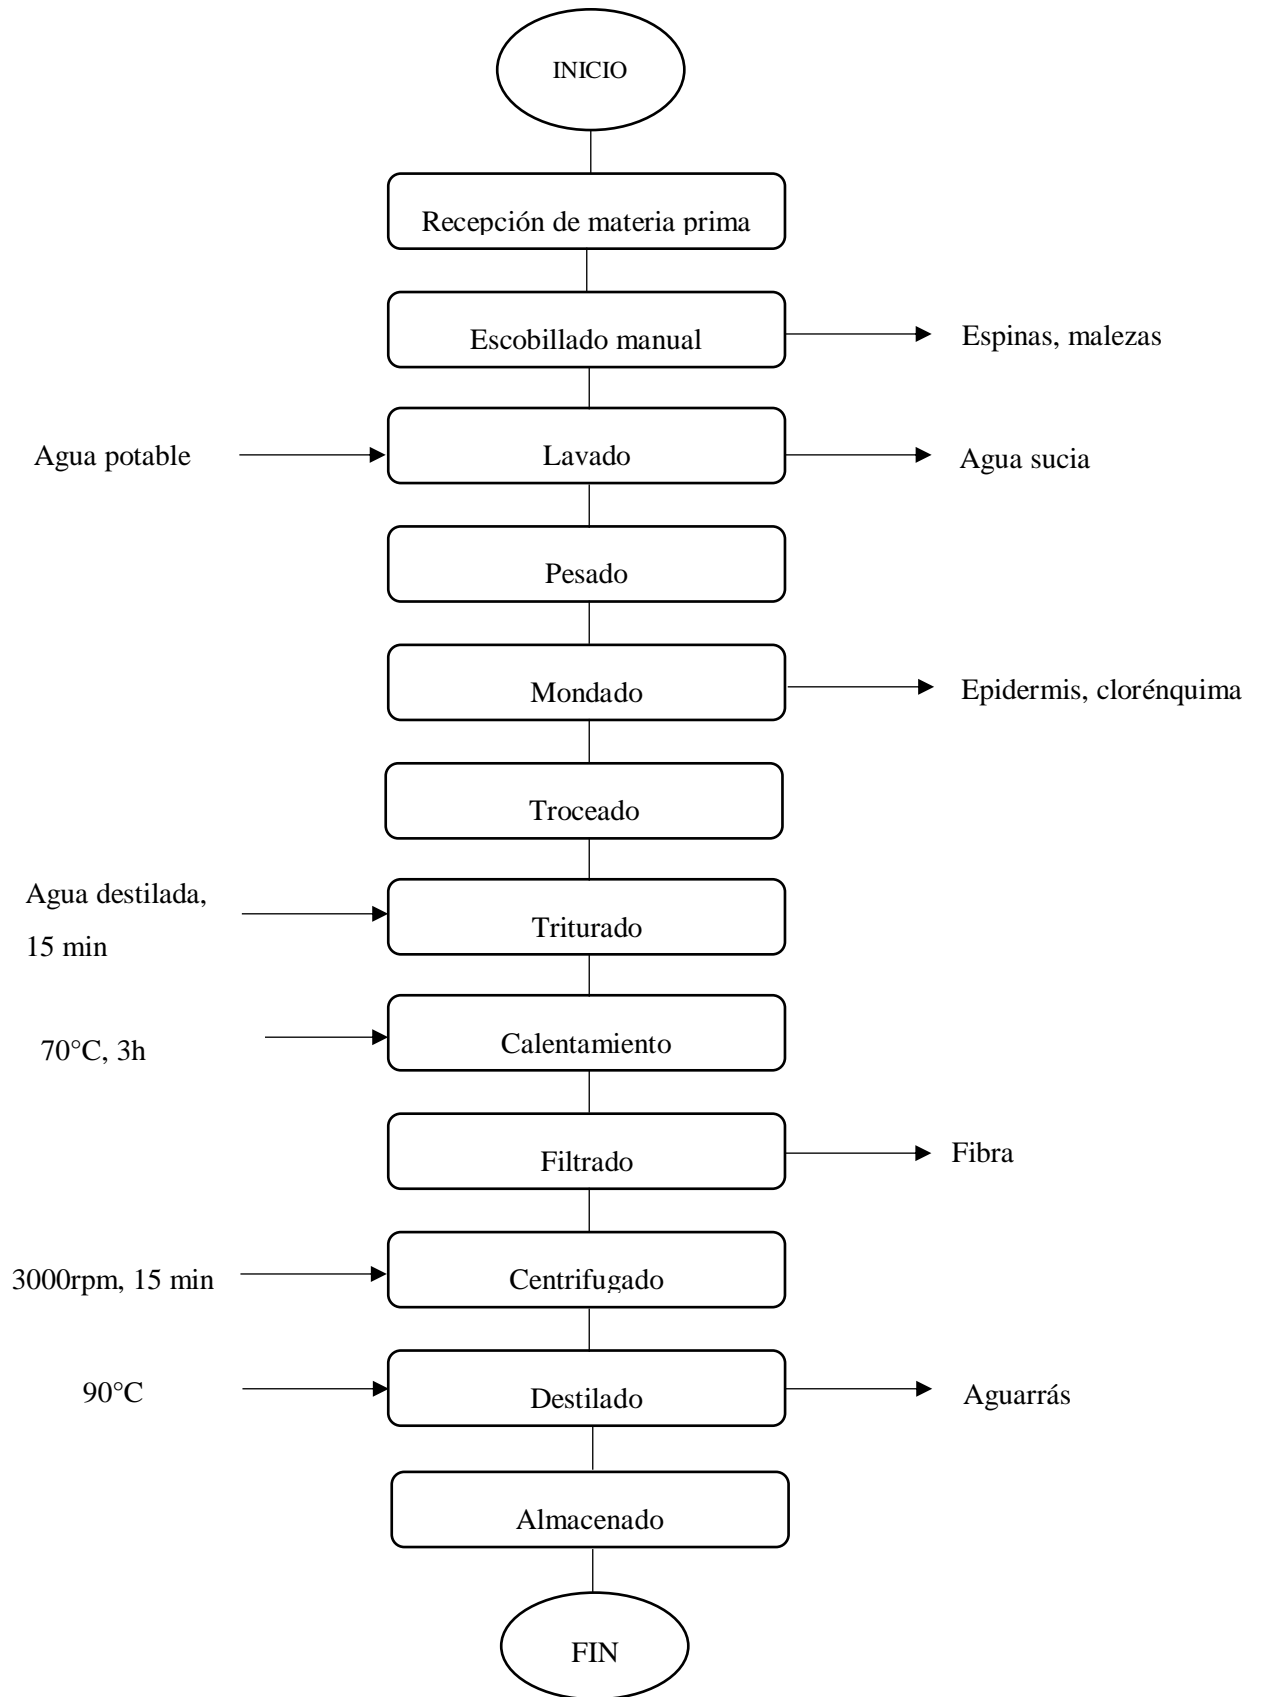 INICIO
Recepción de materia prima
Escobillado manual
Espinas, malezas
Agua potable
Lavado
Agua sucia
Pesado
Mondado
Epidermis, clorénquima
Troceado
Agua destilada,
15 min
Triturado
70°C, 3h
Calentamiento
Filtrado
Fibra
3000rpm, 15 min
Centrifugado
90°C
Destilado
Aguarrás
Almacenado
FIN